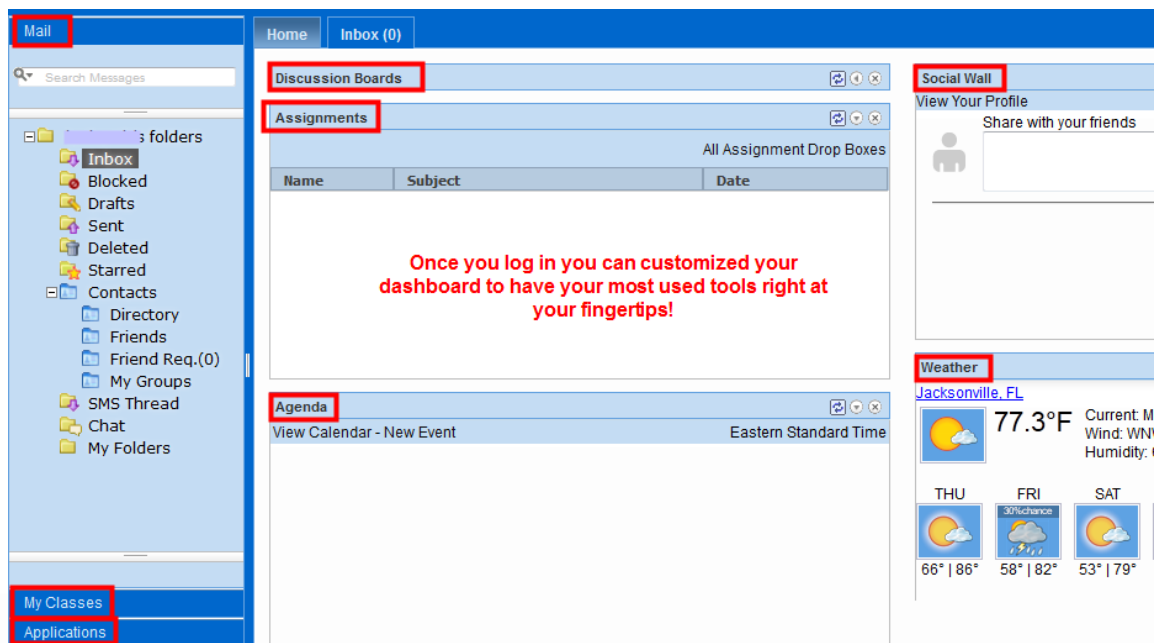 Mail
Search Messages
s folders
Inbox
Blocked
Drafts
Sent
Deleted
Starred
Contacts
Directory
Friends
Friend Req.(0)
My Groups
SMS Thread
Chat
My Folders
My Classes
Applications
Home Inbox (0)
Discussion Boards
Assignments
All Assignment Drop Boxes
Name Subject Date
Once you log in you can customized your
dashboard to have your most used tools right at
your fingertips!
Agenda
View Calendar - New Event Eastern Standard Time
Social Wall
View Your Profile
Share with your friends
Weather
Jacksonville, FL
77.3°F
Current:
Wind:
Humidity:
THU FRI SAT
30%chance
66° | 86° 58° | 82° 53° | 79°